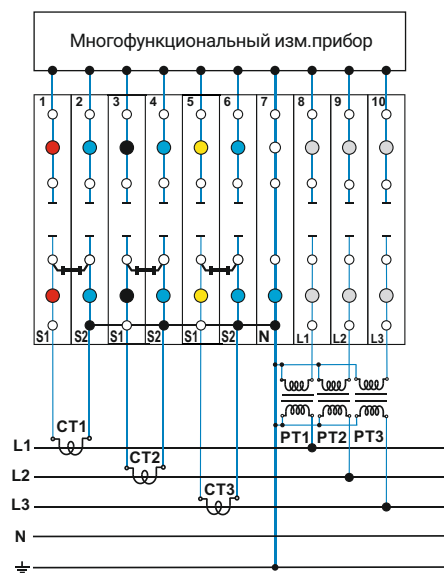 Многофункциональный изм.прибор
1 2 3 4 5 6 7 8 9 10
S1 S2 S1 S2 S1 S2 N L1 L2 L3
CT1 PT1 PT2 PT3
L1
CT2
L2
CT3
L3
N